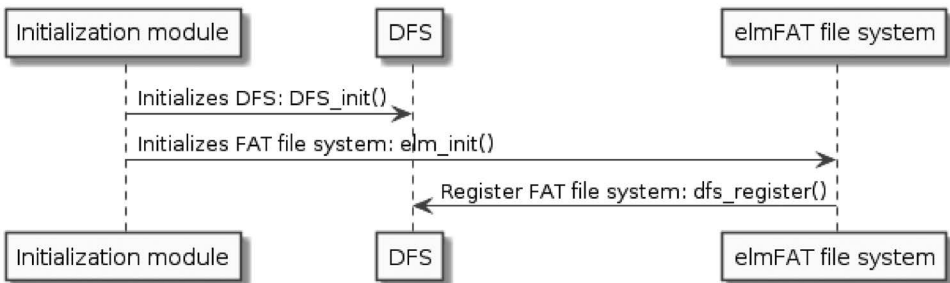 Initialization module DFS elmFAT file system
Initializes DFS: DFS_init()
Initializes FAT file system: elm_init()
Register FAT file system: dfs_register()
Initialization module DFS elmFAT file system